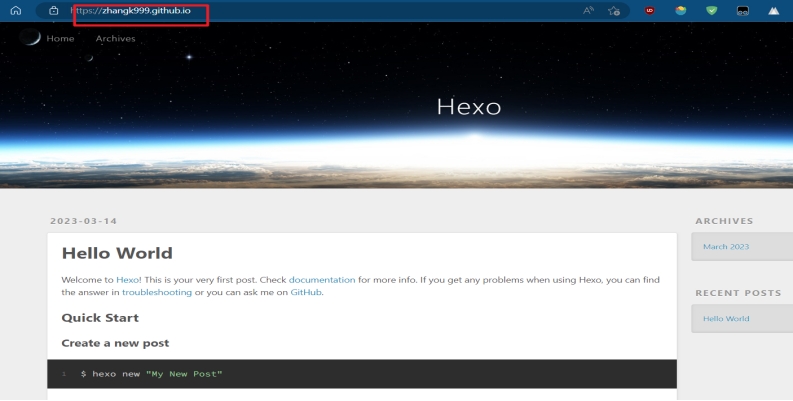 https://zhangk999.github.io
Home Archives
Hexo
2023-03-14
Hello World
Welcome to Hexo! This is your very first post. Check documentation for more info. If you get any problems when using Hexo, you can find
the answer in troubleshooting or you can ask me on GitHub.
Quick Start
Create a new post
1 $ hexo new "My New Post"
ARCHIVES
March 2023
RECENT POSTS
Hello World